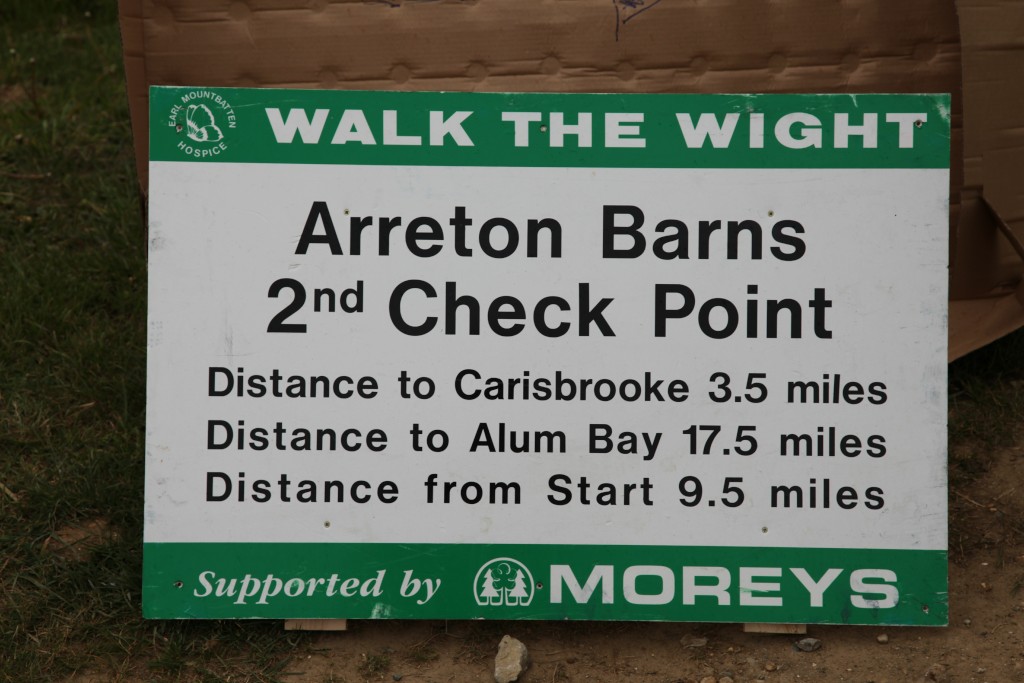 EARL MOUNTBATTEN
HOSPICE
WALK THE WIGHT
Arreton Barns
2nd Check Point
Distance to Carisbrooke 3.5 miles
Distance to Alum Bay 17.5 miles
Distance from Start 9.5 miles
Supported by MOREYS